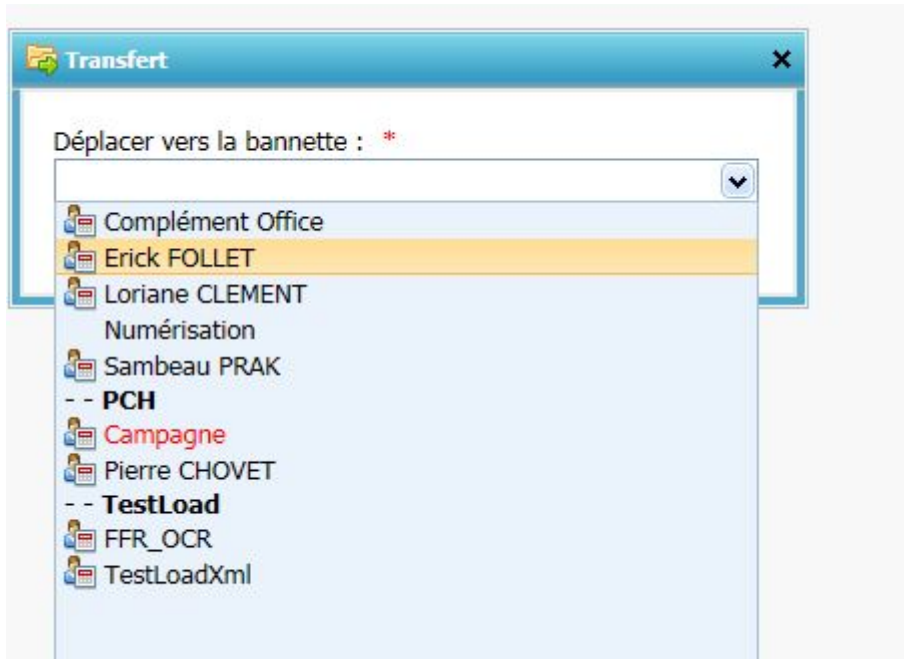 Transfert
Déplacer vers la bannette : *
Complément Office
Erick FOLLET
Loriane CLEMENT
Numérisation
Sambeau PRAK
- - PCH
Campagne
Pierre CHOVET
- - TestLoad
FFR_OCR
TestLoadXml